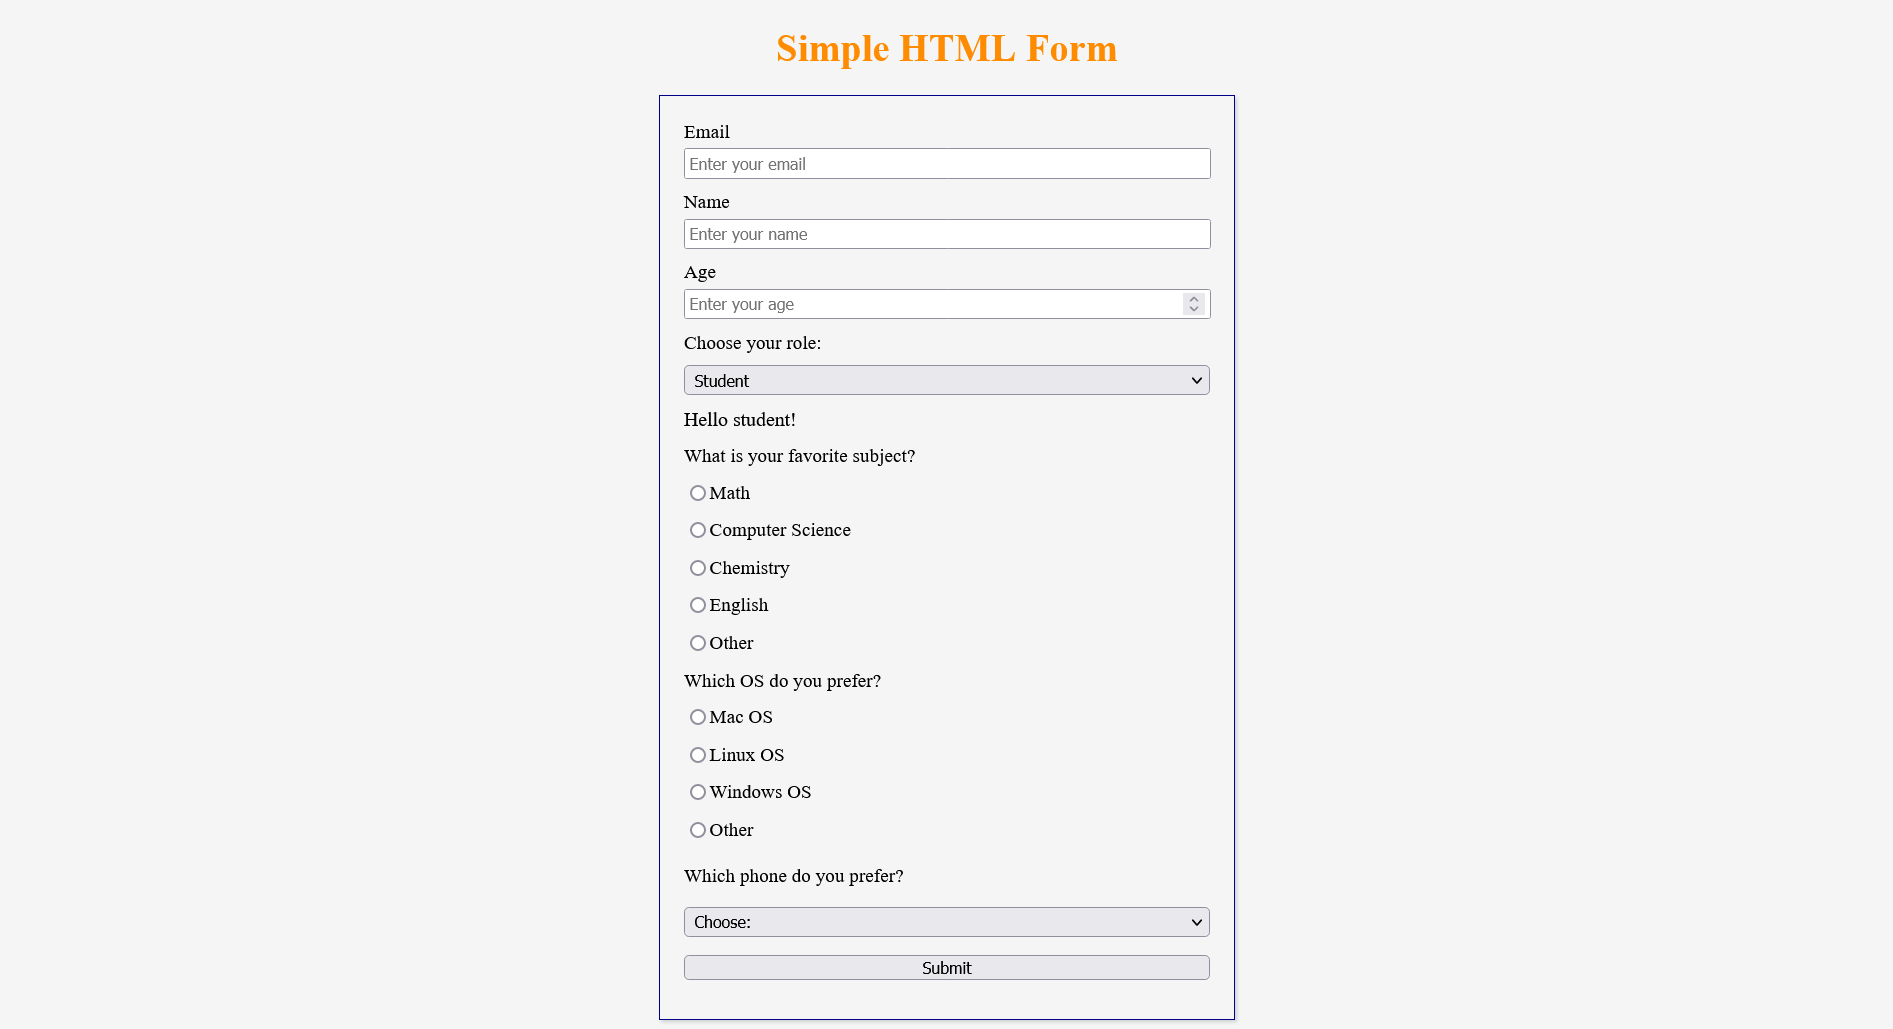 Simple HTML Form
Email
Enter your email
Name
Enter your name
Age
Enter your age
Choose your role:
Student
Hello student!
What is your favorite subject?
Math
Computer Science
Chemistry
English
Other
Which OS do you prefer?
Mac OS
Linux OS
Windows OS
Other
Which phone do you prefer?
Choose:
Submit